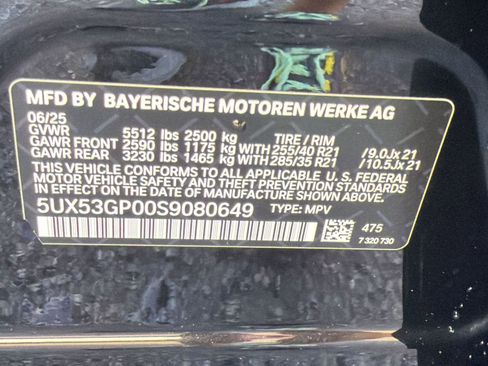 MFD BY BAYERISCHE MOTOREN WERKE AG
06/25
GVWR 5512 lbs 2500 kg TIRE / RIM
GAWR FRONT 2590 lbs 1175 kg 255/40 R21 /9.0Jx21
GAWR REAR 3230 lbs 1465 kg 285/35 R21 /10.5Jx21
THIS VEHICLE CONFORMS TO ALL APPLICABLE U.S. FEDERAL
MOTOR VEHICLE SAFETY AND THEFT PREVENTION STANDARDS
IN EFFECT ON THE DATE OF MANUFACTURE SHOWN ABOVE.
5UX53GP00S9080649 TYPE: MPV
475
7 320 730